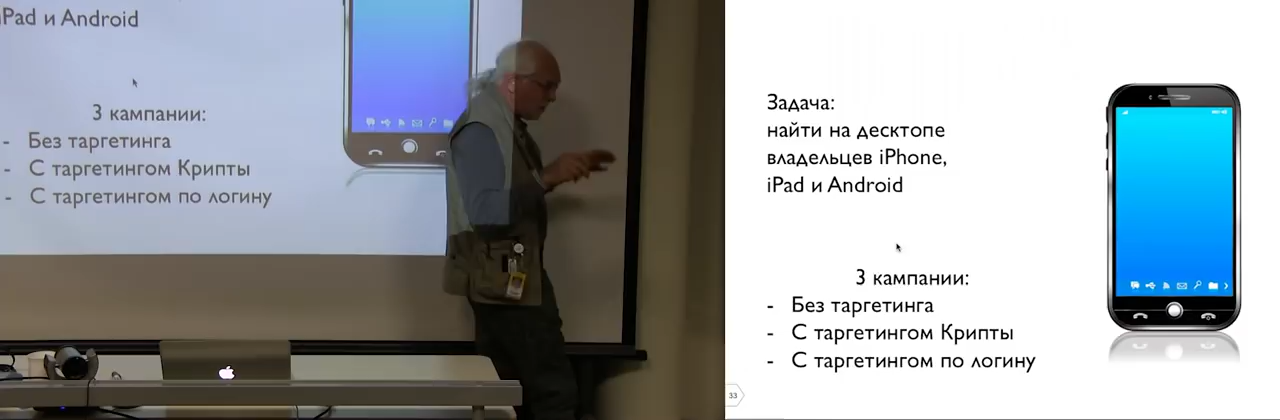 iPad и Android
3 кампании:
- Без таргетинга
- С таргетингом Крипты
- С таргетингом по логину
Задача:
найти на десктопе
владельцев iPhone,
iPad и Android
3 кампании:
- Без таргетинга
- С таргетингом Крипты
- С таргетингом по логину
33